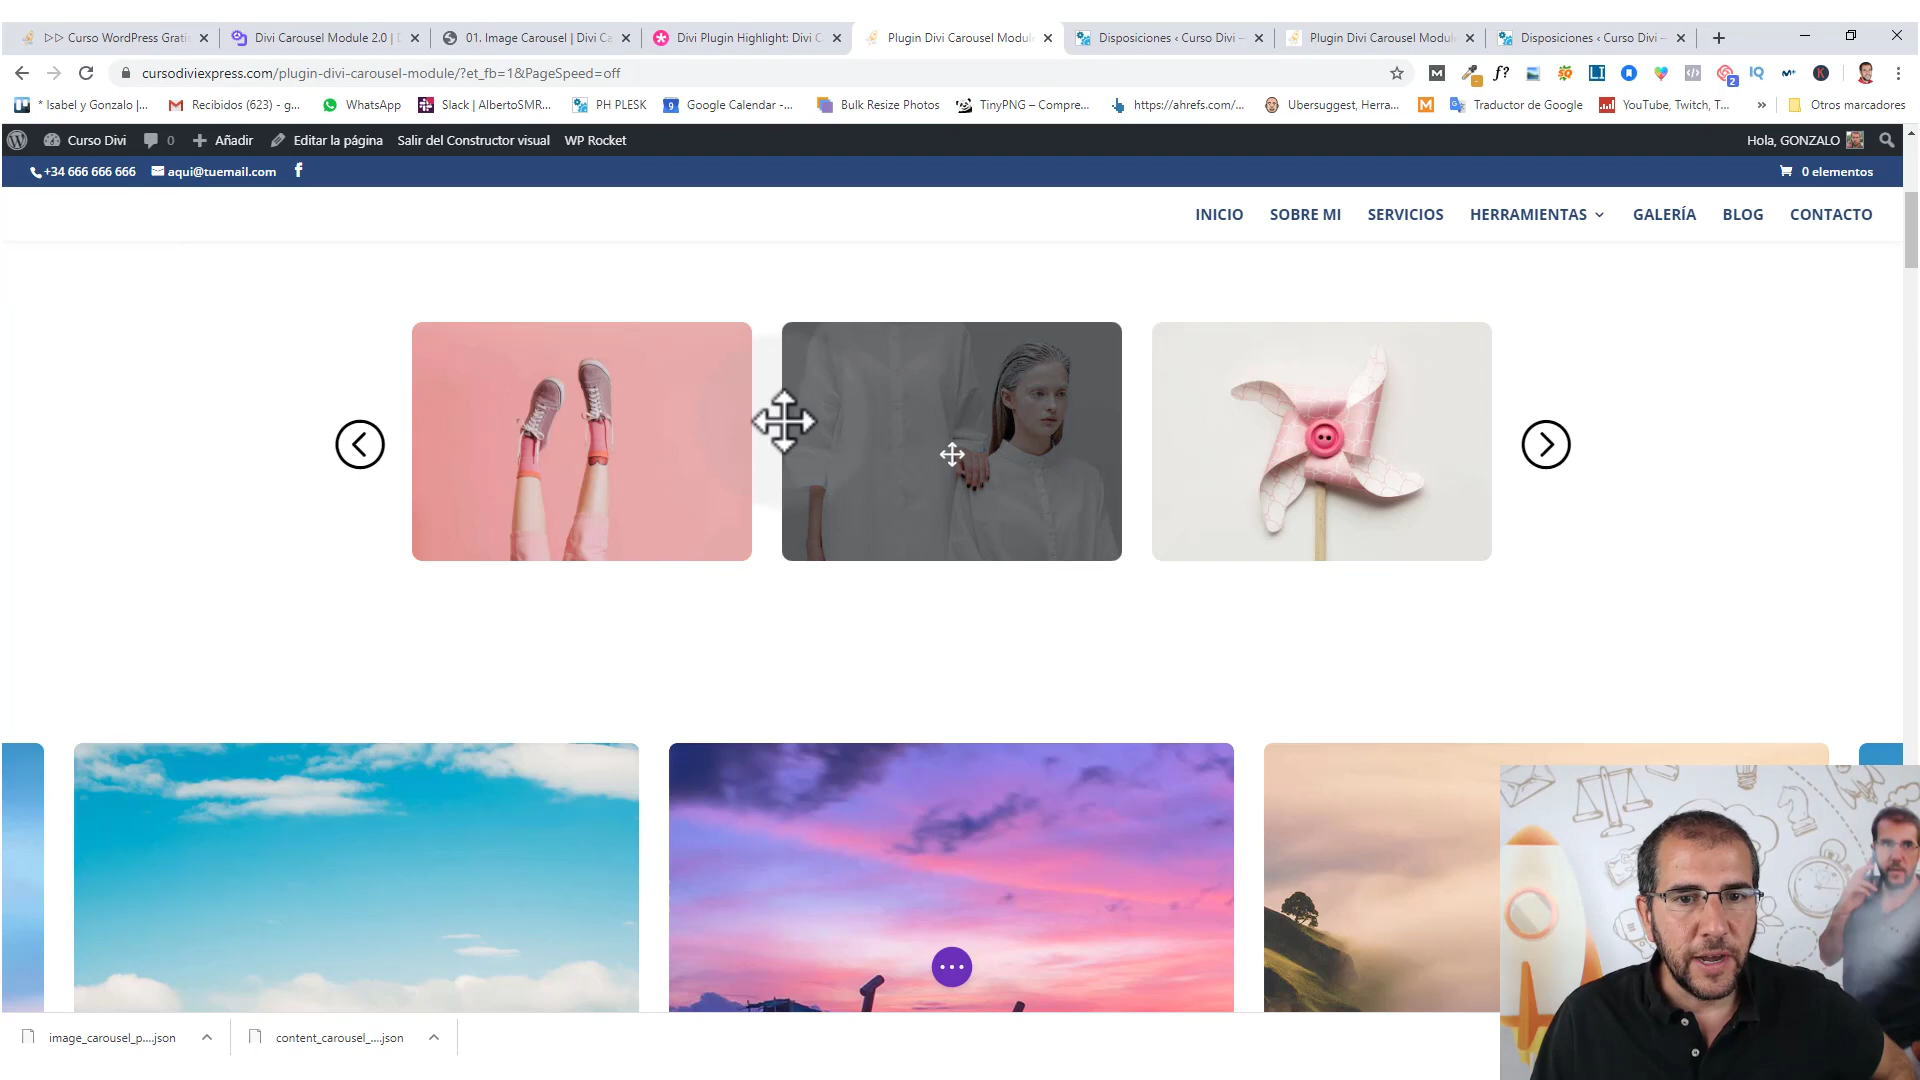 ▷▷ Curso WordPress Gratis
Divi Carousel Module 2.0 | D
01. Image Carousel | Divi Ca
Divi Plugin Highlight: Divi C
Plugin Divi Carousel Module
Disposiciones ‹ Curso Divi —
Plugin Divi Carousel Module
Disposiciones ‹ Curso Divi —
cursodiviexpress.com/plugin-divi-carousel-module/?et_fb=1&PageSpeed=off
* Isabel y Gonzalo |...
Recibidos (623) - g...
WhatsApp
Slack | AlbertoSMR...
PH PLESK
Google Calendar -...
Bulk Resize Photos
TinyPNG – Compre...
https://ahrefs.com/...
Ubersuggest, Herra...
Traductor de Google
YouTube, Twitch, T...
»
Otros marcadores
Curso Divi
0
Añadir
Editar la página
Salir del Constructor visual
WP Rocket
Hola, GONZALO
+34 666 666 666
aqui@tuemail.com
0 elementos
INICIO
SOBRE MI
SERVICIOS
HERRAMIENTAS
GALERÍA
BLOG
CONTACTO
image_carousel_p....json
content_carousel_....json